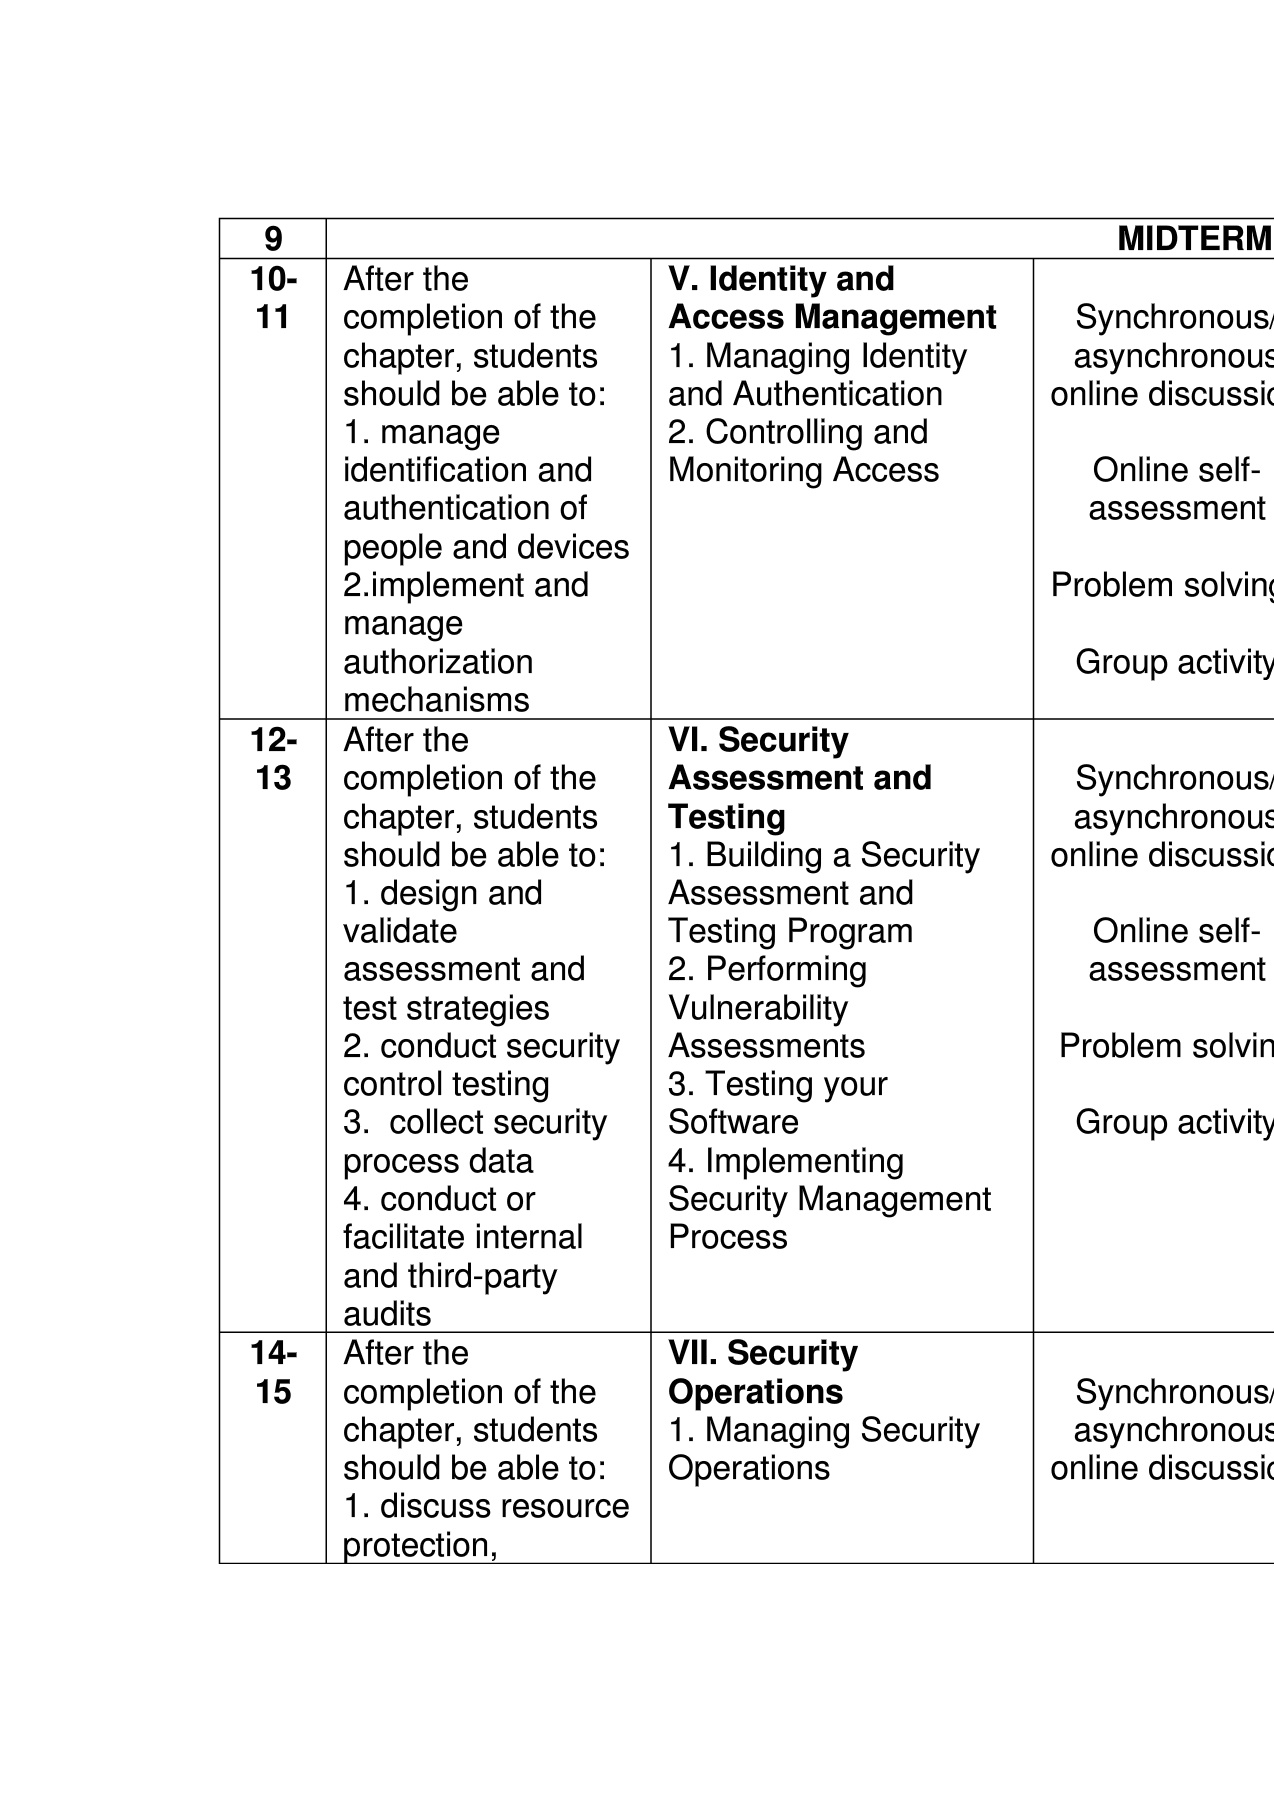 9
MIDTERM
10-
11
After the
completion of the
chapter, students
should be able to:
1. manage
identification and
authentication of
people and devices
2.implement and
manage
authorization
mechanisms
V. Identity and
Access Management
1. Managing Identity
and Authentication
2. Controlling and
Monitoring Access
Synchronous/
asynchronous
online discussio
Online self-
assessment
Problem solving
Group activity
12-
13
After the
completion of the
chapter, students
should be able to:
1. design and
validate
assessment and
test strategies
2. conduct security
control testing
3.  collect security
process data
4. conduct or
facilitate internal
and third-party
audits
VI. Security
Assessment and
Testing
1. Building a Security
Assessment and
Testing Program
2. Performing
Vulnerability
Assessments
3. Testing your
Software
4. Implementing
Security Management
Process
Synchronous/
asynchronous
online discussio
Online self-
assessment
Problem solvin
Group activity
14-
15
After the
completion of the
chapter, students
should be able to:
1. discuss resource
protection,
VII. Security
Operations
1. Managing Security
Operations
Synchronous/
asynchronous
online discussio